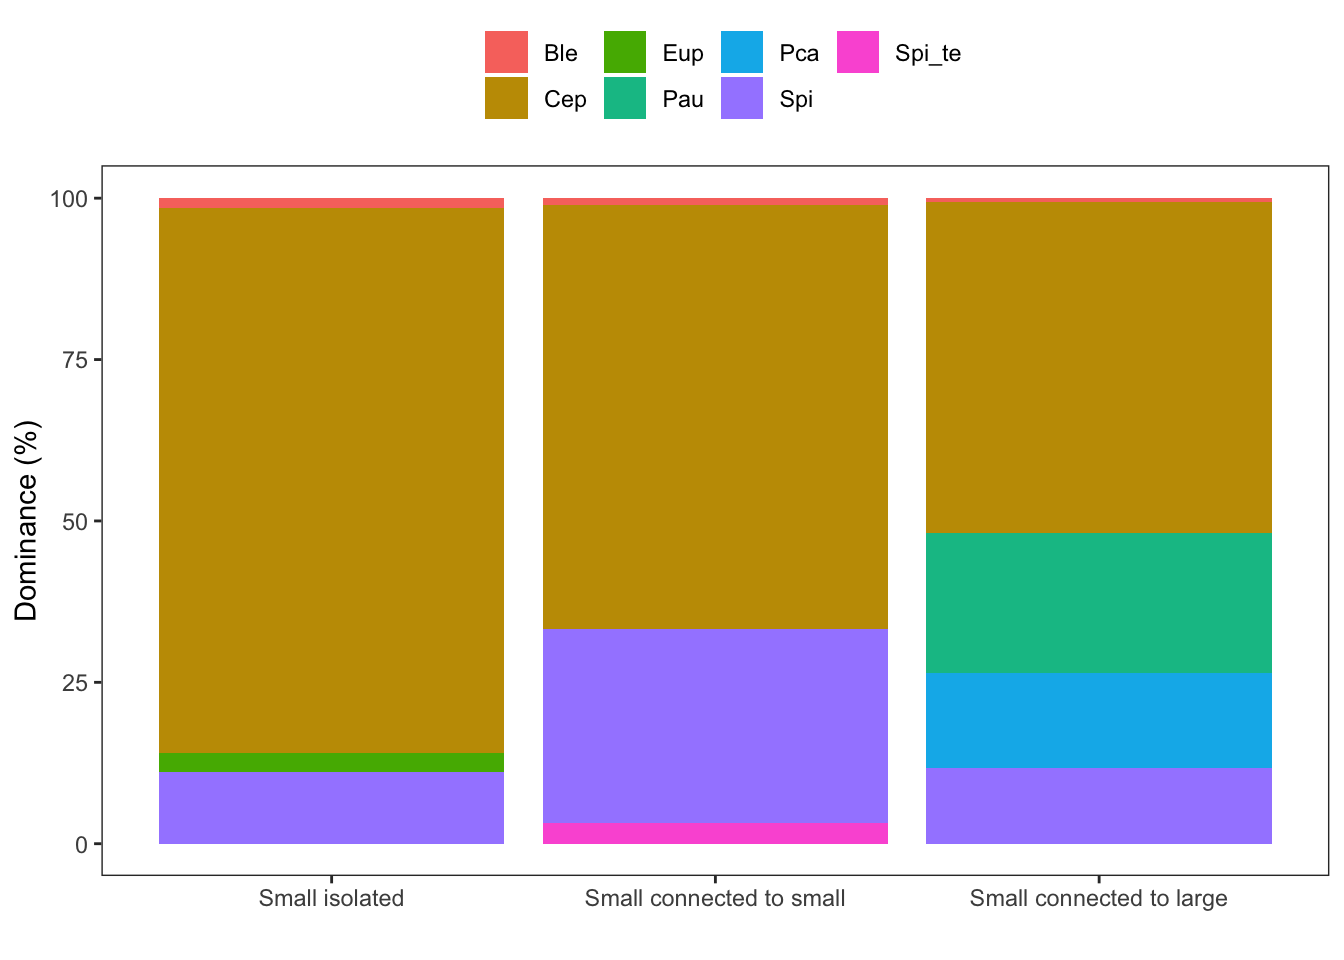 Ble Eup Pca Spi_te
Cep Pau Spi
100
75
50
25
0
Dominance (%)
Small isolated Small connected to small Small connected to large